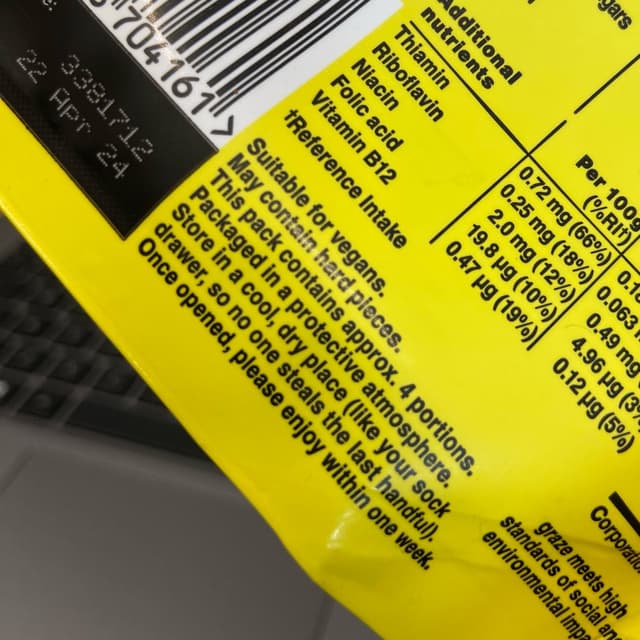 704161
3381712
22 Apr 24
Additional
nutrients
Thiamin
Riboflavin
Niacin
Folic acid
Vitamin B12
†Reference Intake
Per 100g
(%RI†)
0.72 mg (66%)
0.25 mg (18%)
2.0 mg (12%)
19.8 µg (10%)
0.47 µg (19%)
0.49 mg
4.96 µg
0.12 µg (5%)
Suitable for vegans.
May contain hard pieces.
This pack contains approx. 4 portions.
Packaged in a protective atmosphere.
Store in a cool, dry place (like your sock
drawer, so no one steals the last handful).
Once opened, please enjoy within one week.
graze meets high
standards of social
environmental